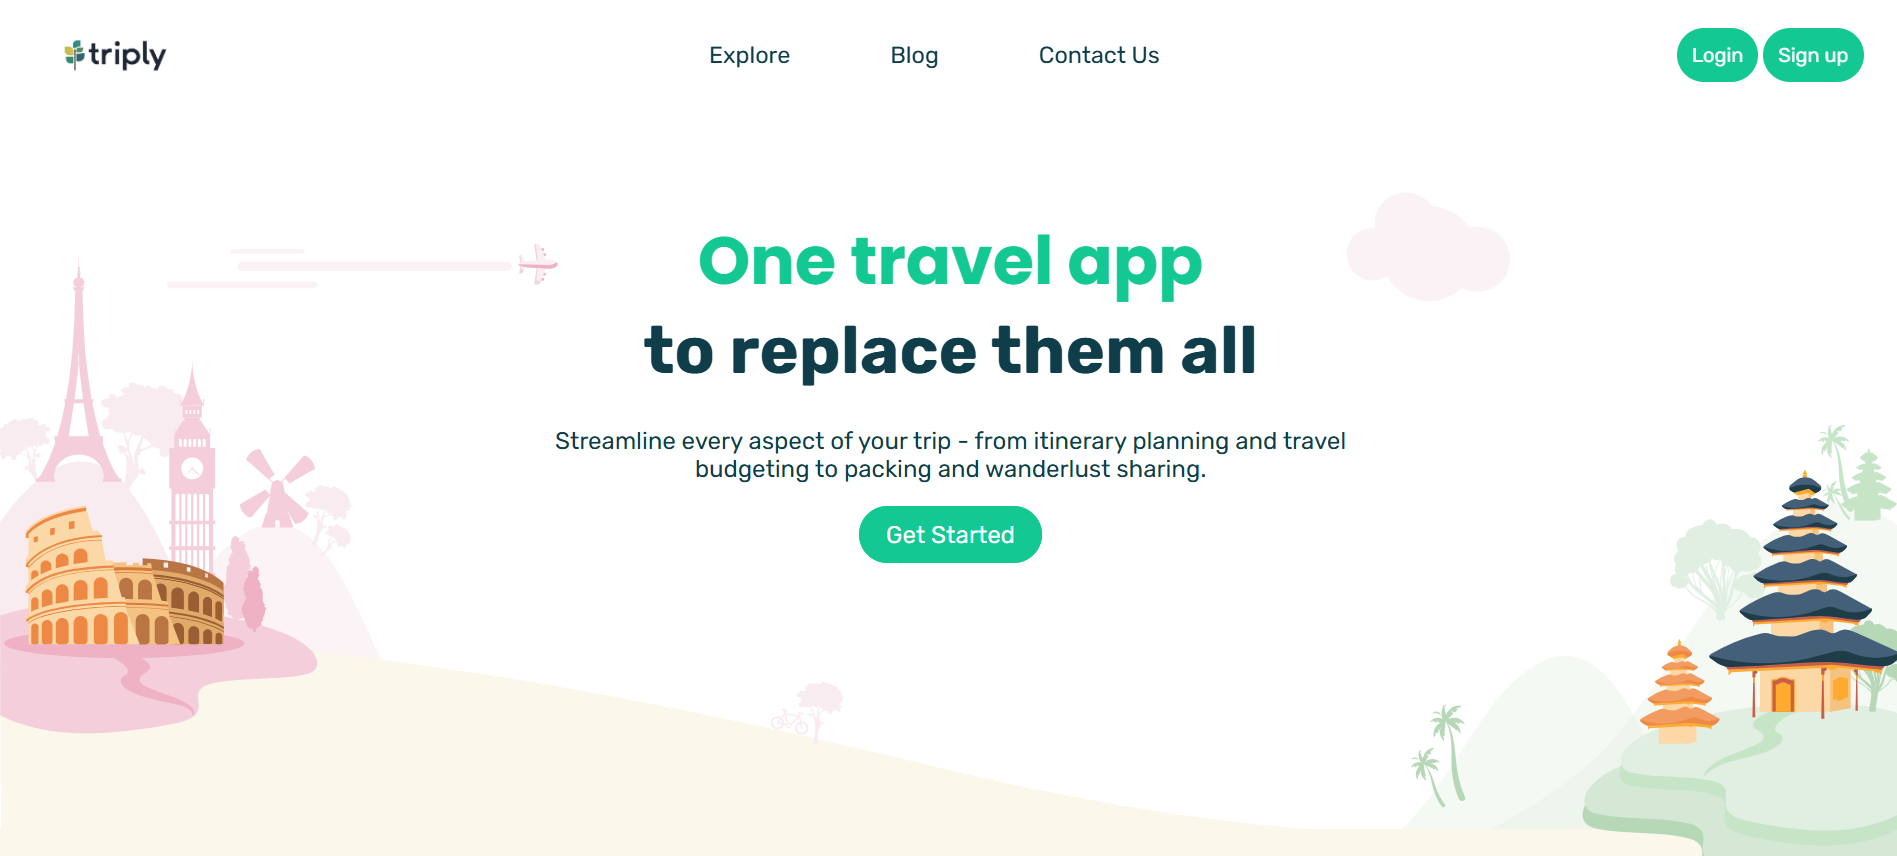 triply
Explore
Blog
Contact Us
Login
Sign up
One travel app
to replace them all
Streamline every aspect of your trip - from itinerary planning and travel
budgeting to packing and wanderlust sharing.
Get Started